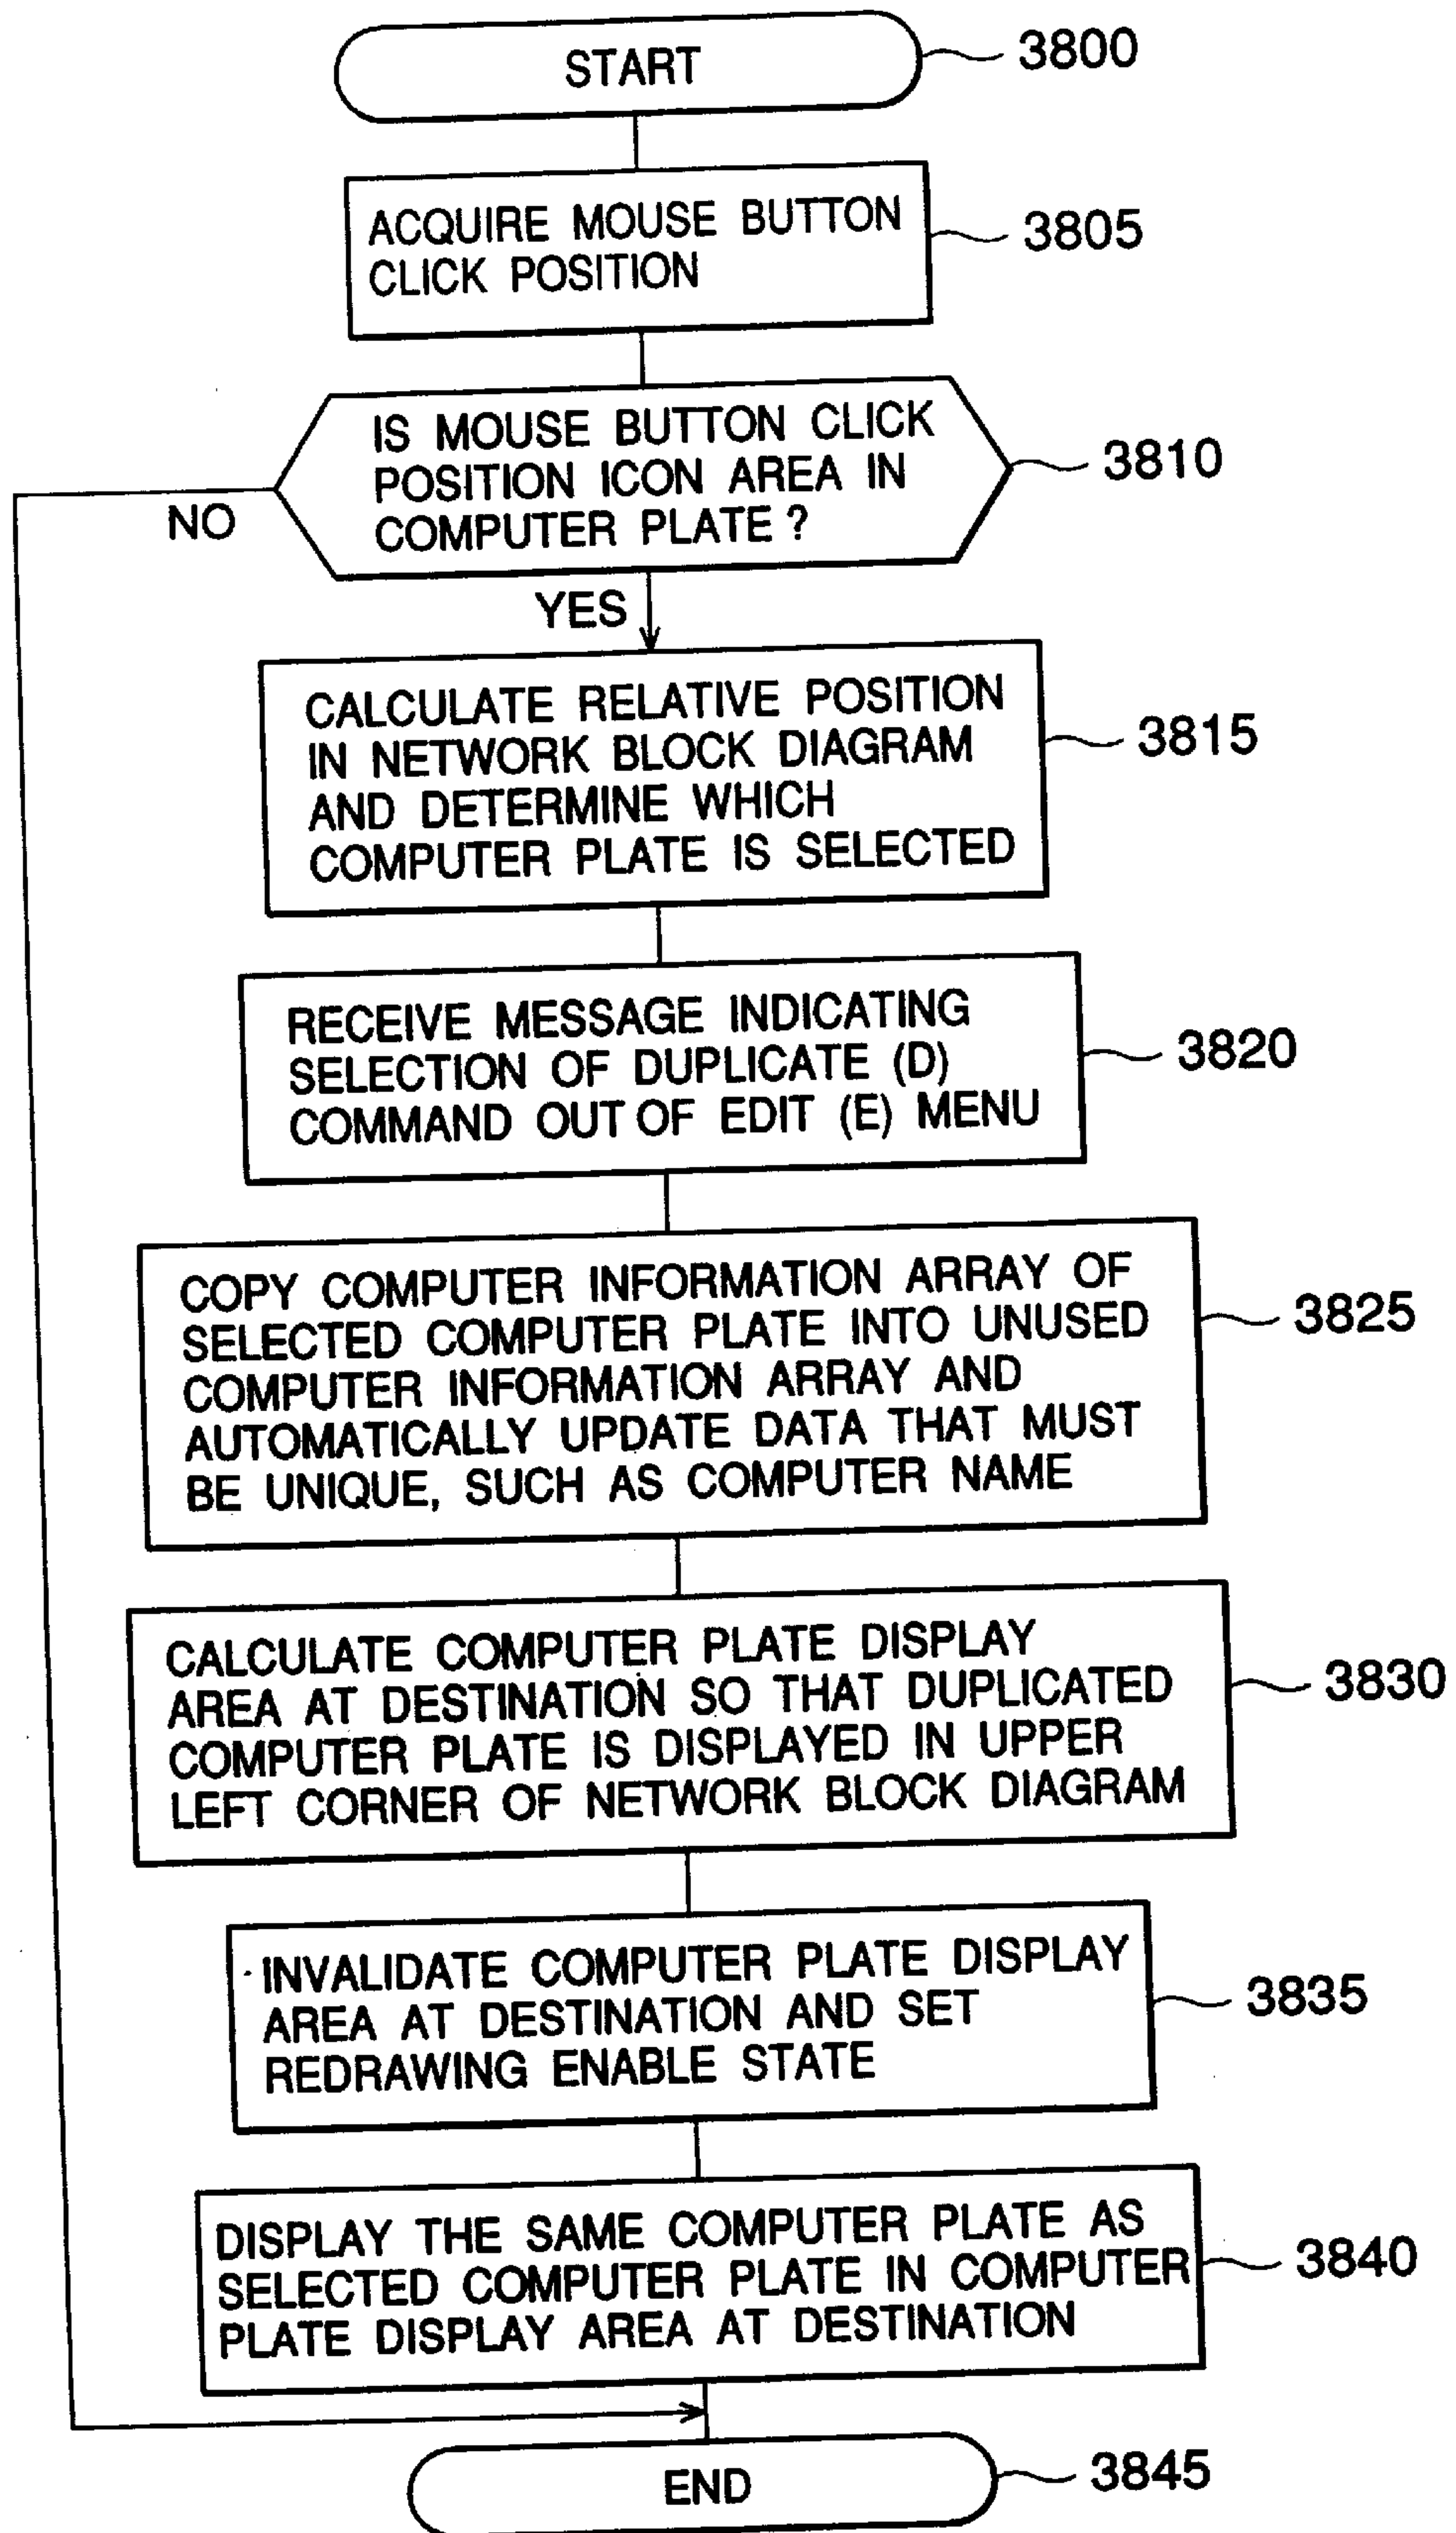 START
3800
ACQUIRE MOUSE BUTTON
CLICK POSITION
3805
IS MOUSE BUTTON CLICK
POSITION ICON AREA IN
COMPUTER PLATE ?
3810
NO
YES
CALCULATE RELATIVE POSITION
IN NETWORK BLOCK DIAGRAM
AND DETERMINE WHICH
COMPUTER PLATE IS SELECTED
3815
RECEIVE MESSAGE INDICATING
SELECTION OF DUPLICATE (D)
COMMAND OUT OF EDIT (E) MENU
3820
COPY COMPUTER INFORMATION ARRAY OF
SELECTED COMPUTER PLATE INTO UNUSED
COMPUTER INFORMATION ARRAY AND
AUTOMATICALLY UPDATE DATA THAT MUST
BE UNIQUE, SUCH AS COMPUTER NAME
3825
CALCULATE COMPUTER PLATE DISPLAY
AREA AT DESTINATION SO THAT DUPLICATED
COMPUTER PLATE IS DISPLAYED IN UPPER
LEFT CORNER OF NETWORK BLOCK DIAGRAM
3830
INVALIDATE COMPUTER PLATE DISPLAY
AREA AT DESTINATION AND SET
REDRAWING ENABLE STATE
3835
DISPLAY THE SAME COMPUTER PLATE AS
SELECTED COMPUTER PLATE IN COMPUTER
PLATE DISPLAY AREA AT DESTINATION
3840
END
3845